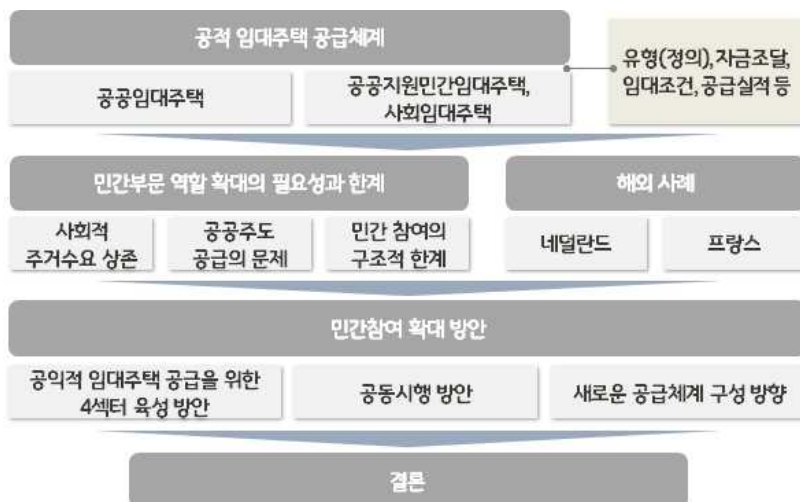 공적 임대주택 공급체계
유형(정의), 자금조달,
임대조건, 공급실적 등
공공임대주택
공공지원민간임대주택,
사회임대주택
민간부문 역할 확대의 필요성과 한계
해외 사례
사회적
주거수요 상존
공공주도
공급의 문제
민간 참여의
구조적 한계
네덜란드
프랑스
민간참여 확대 방안
공익적 임대주택 공급을 위한
4섹터 육성 방안
공동시행 방안
새로운 공급체계 구성 방향
결론